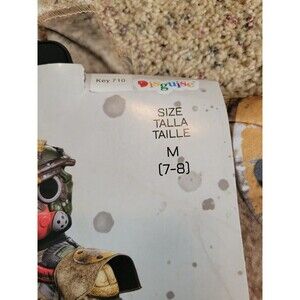 Key 710
Disguise
SIZE
TALLA
TAILLE
M
(7-8)